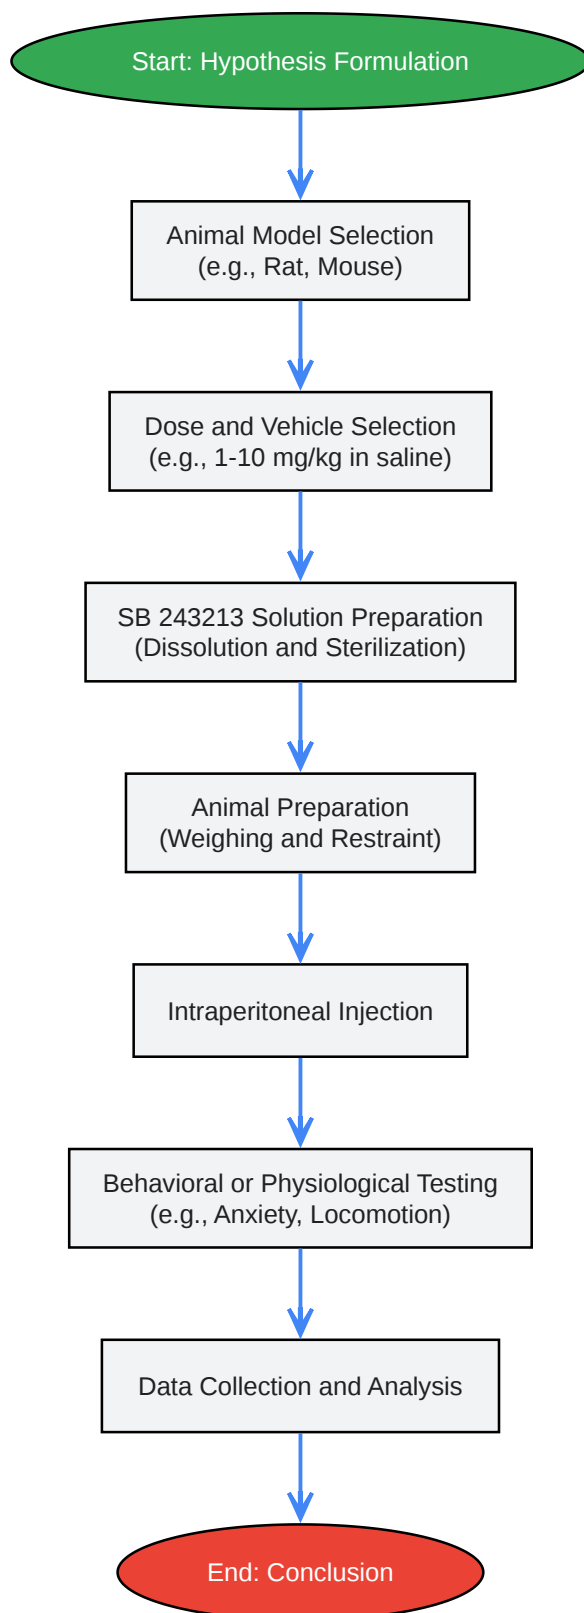 Start: Hypothesis Formulation
Animal Model Selection
(e.g., Rat, Mouse)
Dose and Vehicle Selection
(e.g., 1-10 mg/kg in saline)
SB 243213 Solution Preparation
(Dissolution and Sterilization)
Animal Preparation
(Weighing and Restraint)
Intraperitoneal Injection
Behavioral or Physiological Testing
(e.g., Anxiety, Locomotion)
Data Collection and Analysis
End: Conclusion